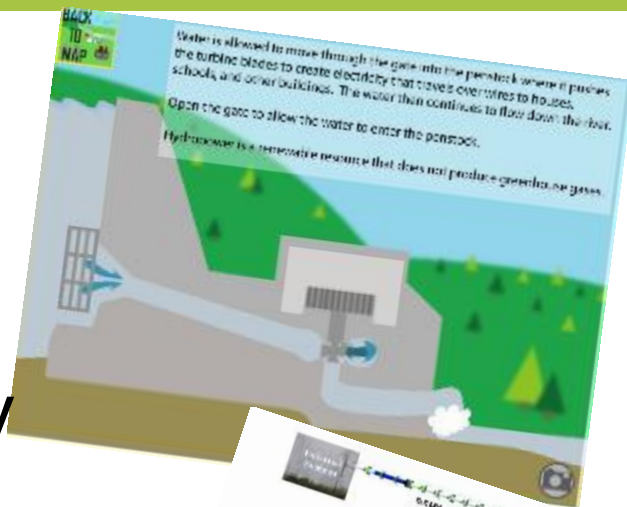 BACK
TO
MAP
Water is allowed to move through the gate into the penstock where it pushes
the turbine blades to create electricity that travels over wires to houses,
schools, and other buildings. The water then continues to flow down the river.
Open the gate to allow the water to enter the penstock.
Hydropower is a renewable resource that does not produce greenhouse gases.